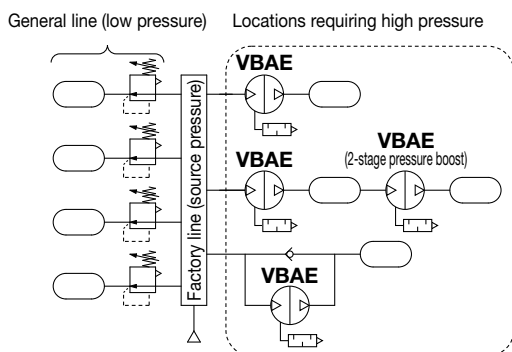 General line (low pressure)
Locations requiring high pressure
VBAE
VBAE
(2-stage pressure boost)
VBAE
Factory line (source pressure)
VBAE